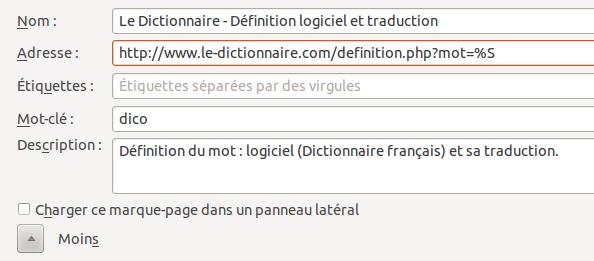 Nom : Le Dictionnaire - Définition logiciel et traduction
Adresse : http://www.le-dictionnaire.com/definition.php?mot=%S
Étiquettes : Étiquettes séparées par des virgules
Mot-clé : dico
Description : Définition du mot : logiciel (Dictionnaire français) et sa traduction.
Charger ce marque-page dans un panneau latéral
Moins